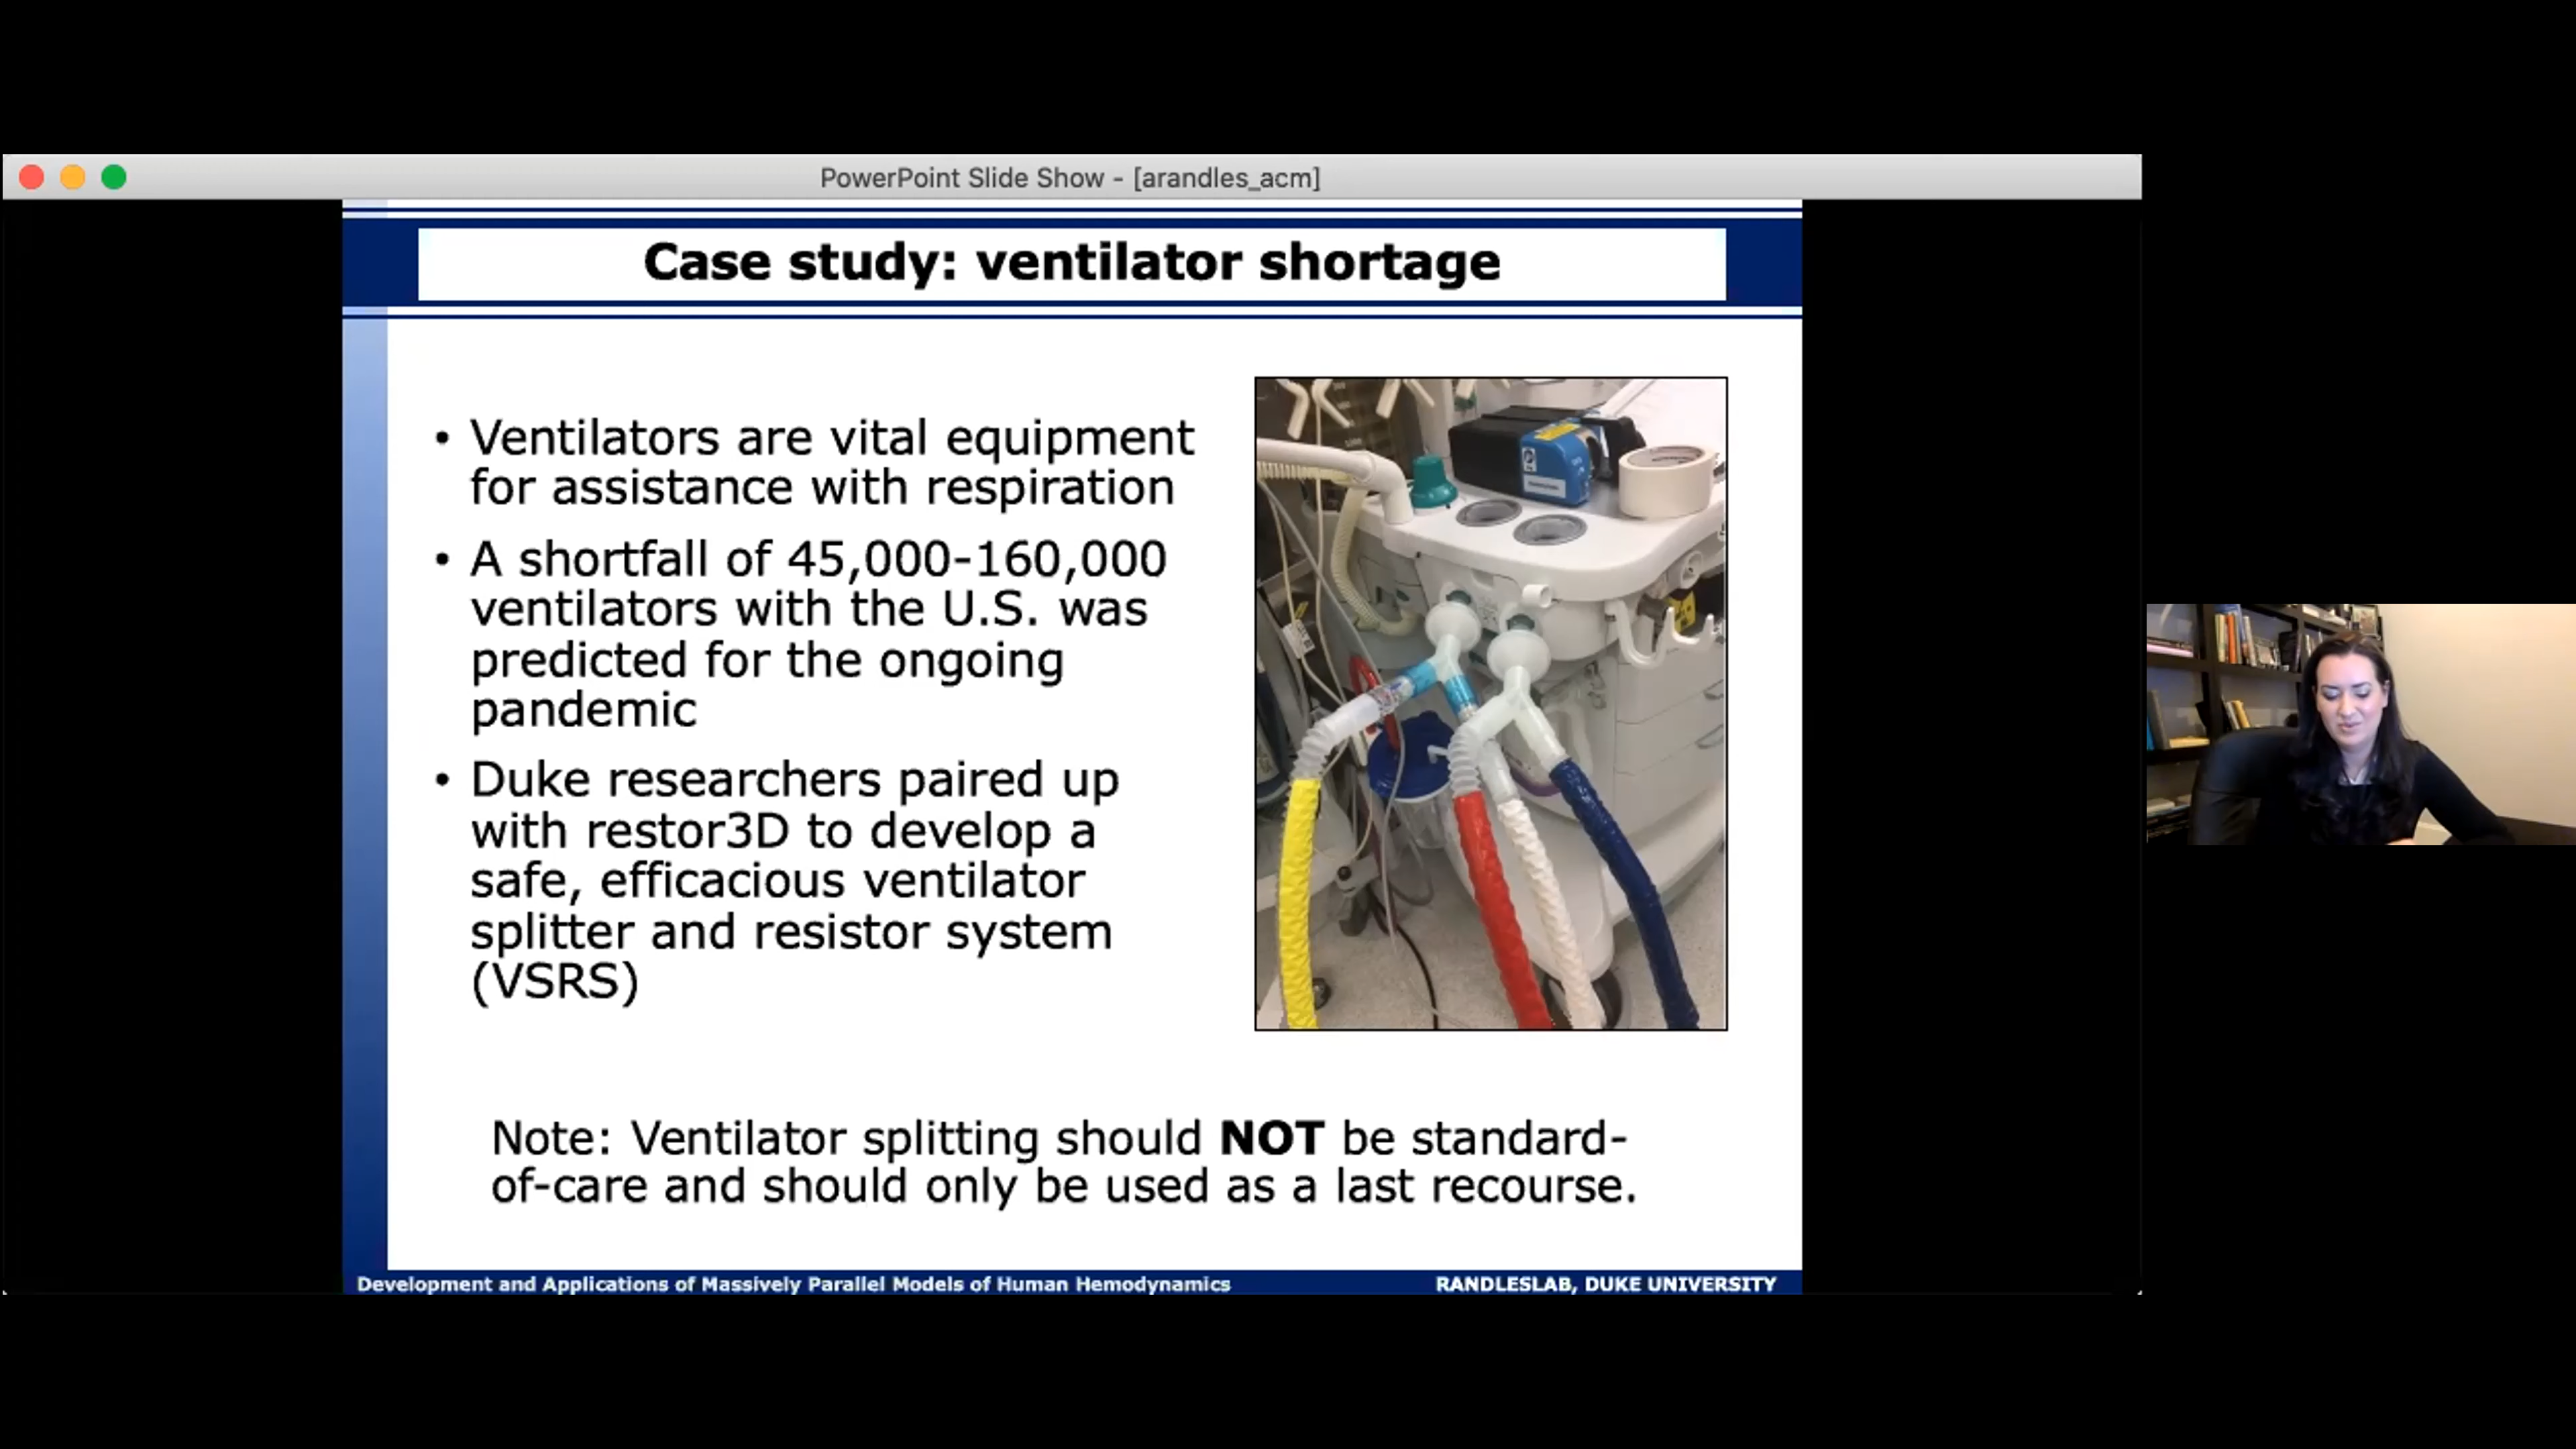 PowerPoint Slide Show - [arandles_acm]
Case study: ventilator shortage
• Ventilators are vital equipment
for assistance with respiration
• A shortfall of 45,000-160,000
ventilators with the U.S. was
predicted for the ongoing
pandemic
• Duke researchers paired up
with restor3D to develop a
safe, efficacious ventilator
splitter and resistor system
(VSRS)
Note: Ventilator splitting should NOT be standard-
of-care and should only be used as a last recourse.
Development and Applications of Massively Parallel Models of Human Hemodynamics
RANDLESLAB, DUKE UNIVERSITY